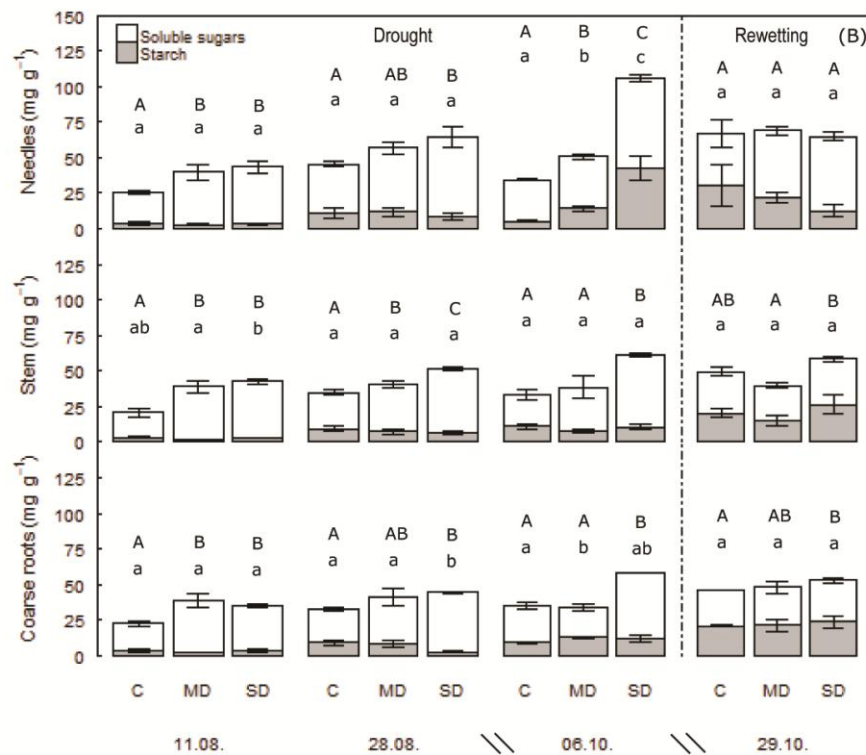 150
Soluble sugars
Starch
Drought
Rewetting
(B)
Needles (mg g⁻¹)
125
100
75
50
25
0
A B B
a a a
A AB B
a a a
A B C
a b c
A A A
a a a
Stem (mg g⁻¹)
125
100
75
50
25
0
A B B
ab a b
A B C
a a a
A A B
a a a
AB A B
a a a
Coarse roots (mg g⁻¹)
125
100
75
50
25
0
A B B
a a a
A AB B
a a b
A A B
a b ab
A AB B
a a a
C MD SD C MD SD C MD SD C MD SD
11.08. 28.08. 06.10. 29.10.